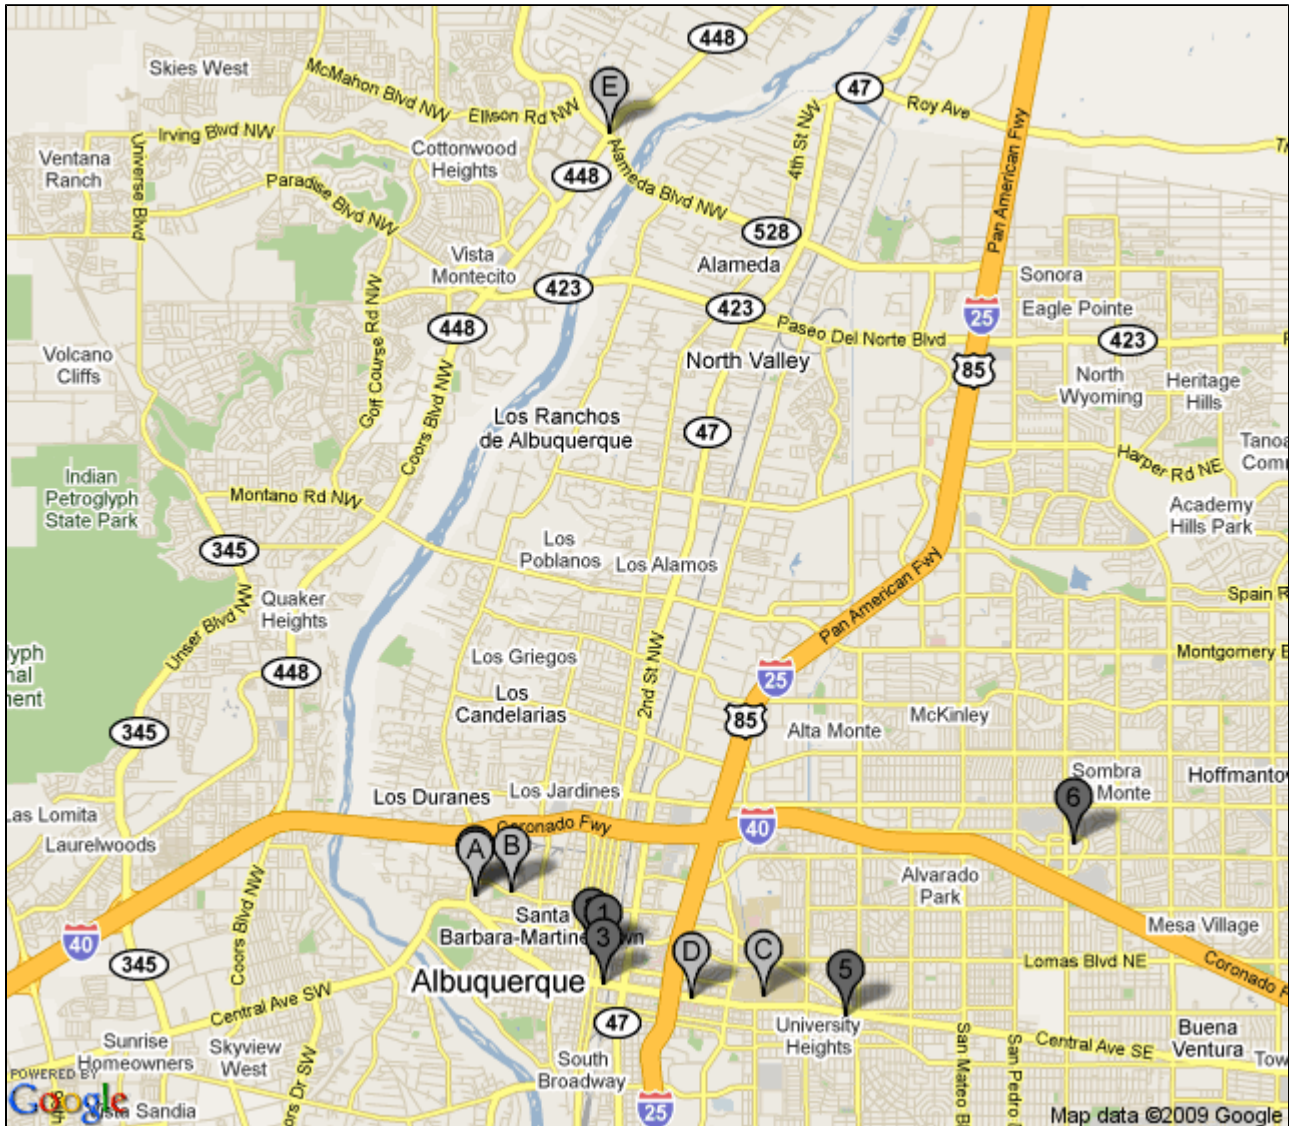 448
47
Roy Ave
Skies West
McMahon Blvd NW
Ellison Rd NW
E
4th St NW
Pan American Fwy
Irving Blvd NW
Cottonwood
Heights
Ventana
Ranch
Universe Blvd
Paradise Blvd NW
448
Alameda Blvd NW
528
Pan American Fwy
Vista
Montecito
Alameda
Sonora
423
423
Eagle Pointe
25
448
Paseo Del Norte Blvd
423
Golf Course Rd NW
Volcano
Cliffs
North Valley
85
North
Wyoming
Heritage
Hills
Coors Blvd NW
Los Ranchos
de Albuquerque
47
Harper Rd NE
Indian
Petroglyph
State Park
Montano Rd NW
Academy
Hills Park
345
Los
Poblanos
Los Alamos
Pan American Fwy
Quaker
Heights
Spain R
Unser Blvd NW
Los Griegos
Montgomery B
448
25
2nd St NW
Los
Candelarias
85
McKinley
345
Alta Monte
Sombra
Monte
Hoffmantow
6
Los Duranes
Los Jardines
Las Lomita
Coronado Fwy
40
Laurelwoods
A
B
Alvarado
Park
Coors Blvd NW
Santa
1
Barbara-Martinez
3
Mesa Village
40
345
Albuquerque
D
C
5
Lomas Blvd NE
Coronado F
Central Ave SW
47
University
Heights
Central Ave SE
Buena
Ventura
Sunrise
Homeowners
Skyview
West
South
Broadway
San Mateo Bl
San Pedro
Tow
POWERED BY
Google
Vista Sandia
25
Map data ©2009 Google